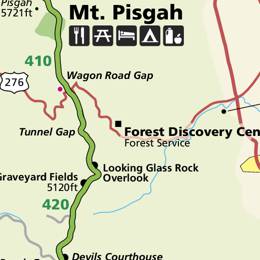 Pisgah
5721ft
Mt. Pisgah
410
Wagon Road Gap
276
Tunnel Gap
Forest Discovery Cen
Forest Service
Looking Glass Rock
Overlook
Graveyard Fields
5120ft
420
Devils Courthouse